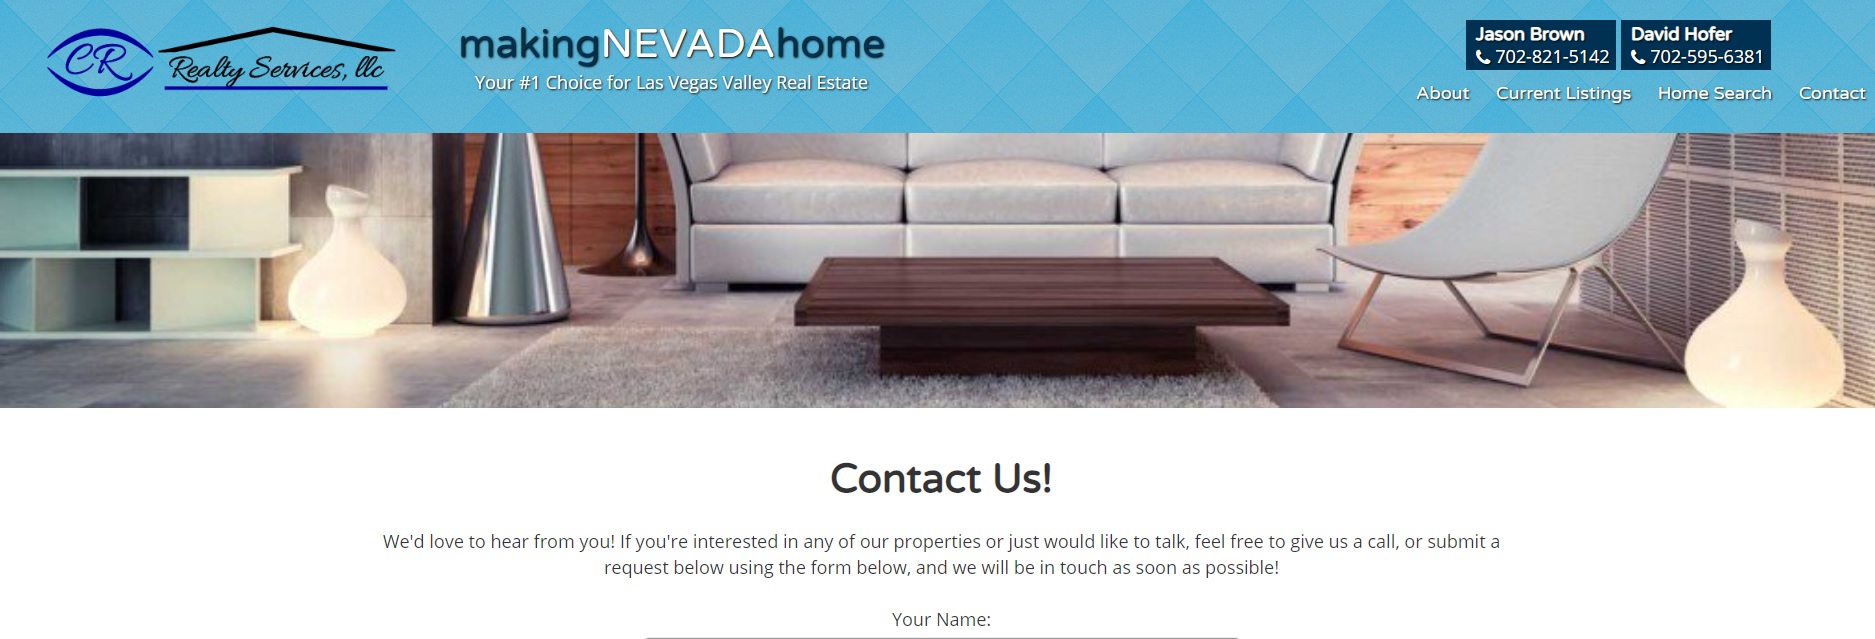 CR
Realty Services, llc
makingNEVADAhome
Your #1 Choice for Las Vegas Valley Real Estate
Jason Brown
702-821-5142
David Hofer
702-595-6381
About
Current Listings
Home Search
Contact
Contact Us!
We'd love to hear from you! If you're interested in any of our properties or just would like to talk, feel free to give us a call, or submit a
request below using the form below, and we will be in touch as soon as possible!
Your Name: